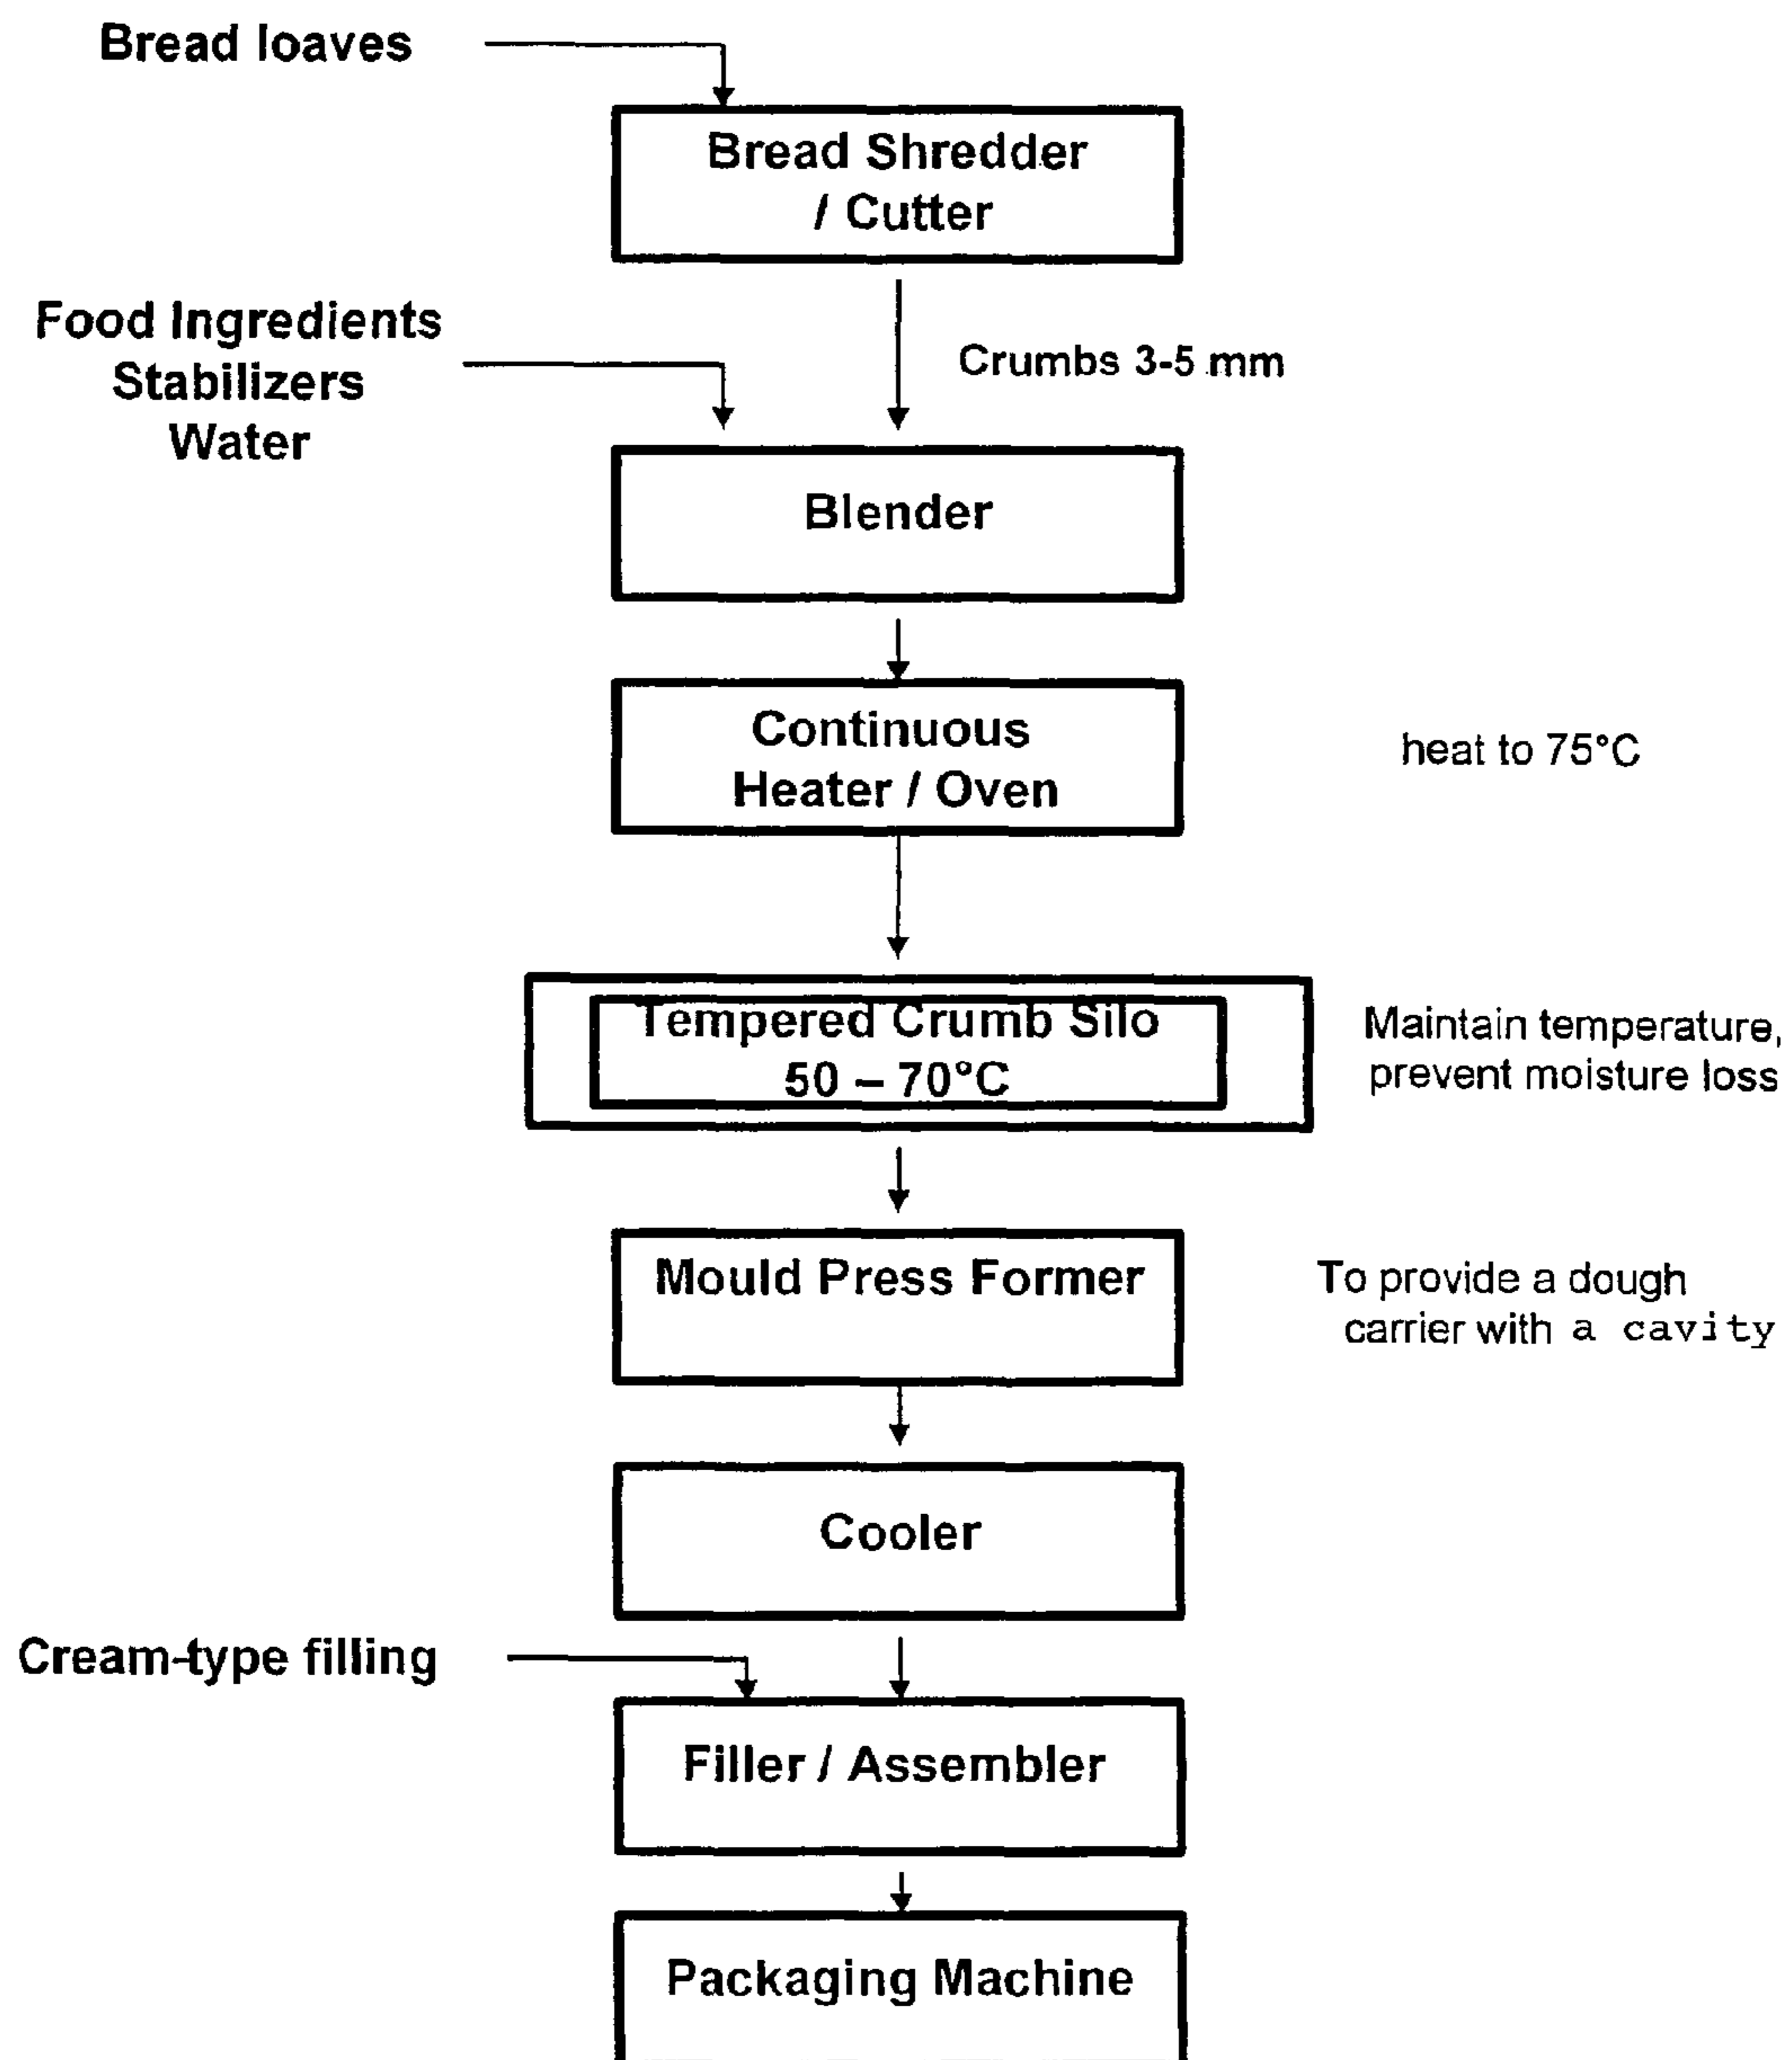 Bread loaves
Bread Shredder
/ Cutter
Food Ingredients
Stabilizers
Water
Crumbs 3-5 mm
Blender
Continuous
Heater / Oven
heat to 75°C
Tempered Crumb Silo
50 – 70°C
Maintain temperature,
prevent moisture loss
Mould Press Former
To provide a dough
carrier with a cavity
Cooler
Cream-type filling
Filler / Assembler
Packaging Machine